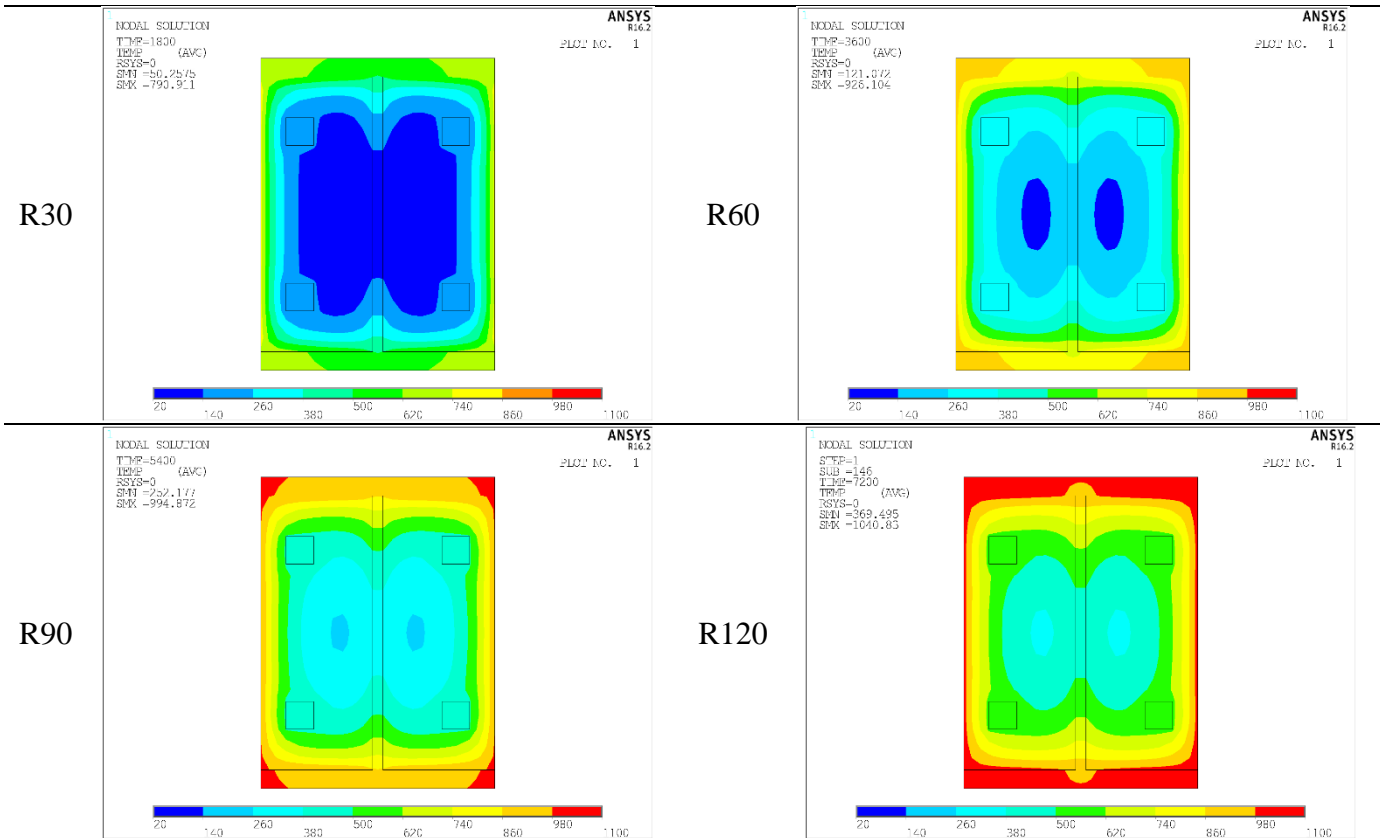 1
NODAL SOLUTION
TIME=1800
TEMP (AVG)
RSYS=0
SMN =50.2575
SMX =790.911
ANSYS
R16.2
PLOT NO. 1
R30
20 140 260 380 500 620 740 860 980 1100
NODAL SOLUTION
TIME=3600
TEMP (AVG)
RSYS=0
SMN =121.072
SMX =926.104
ANSYS
R16.2
PLOT NO. 1
R60
20 140 260 380 500 620 740 860 980 1100
1
NODAL SOLUTION
TIME=5400
TEMP (AVG)
RSYS=0
SMN =252.177
SMX =994.872
ANSYS
R16.2
PLOT NO. 1
R90
20 140 260 380 500 620 740 860 980 1100
1
NODAL SOLUTION
STEP=1
SUB =146
TIME=7200
TEMP (AVG)
RSYS=0
SMN =369.495
SMX =1040.83
ANSYS
R16.2
PLOT NO. 1
R120
20 140 260 380 500 620 740 860 980 1100